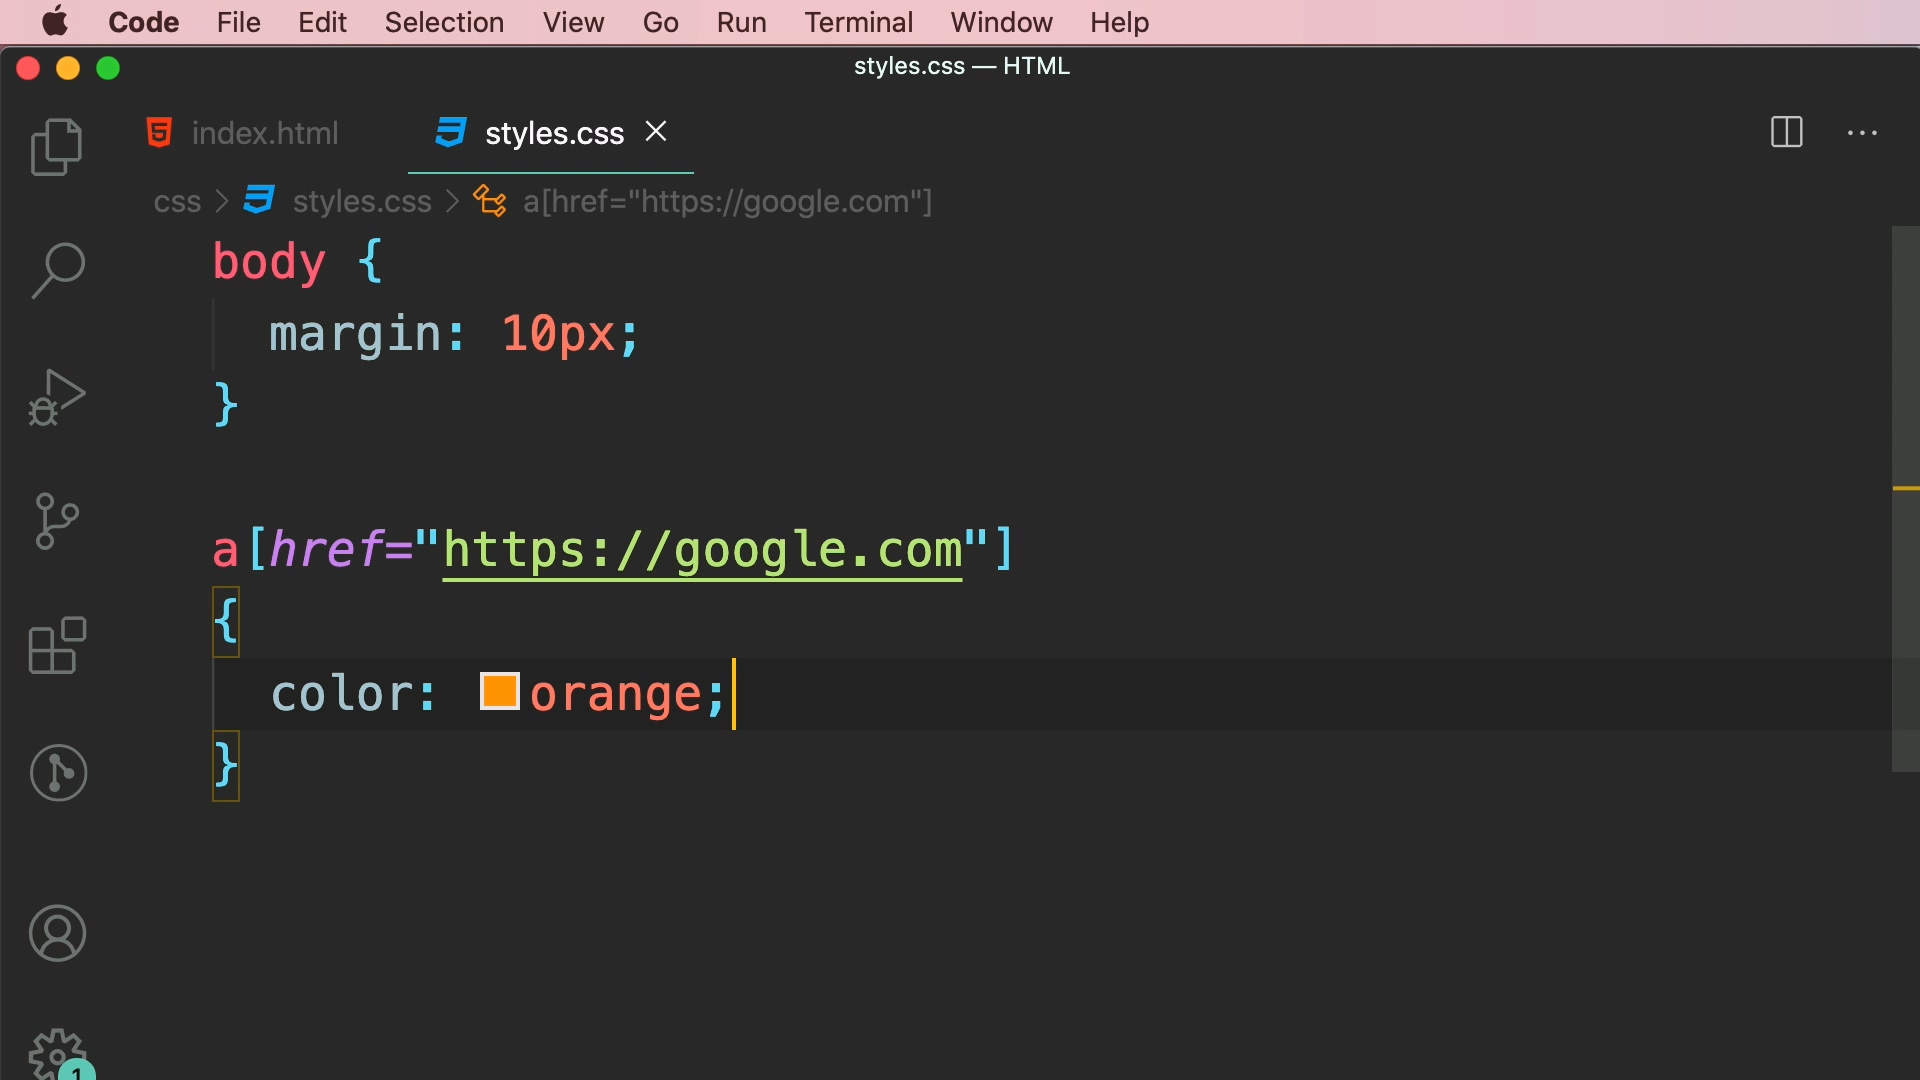 Code File Edit Selection View Go Run Terminal Window Help
styles.css — HTML
index.html styles.css
css > styles.css > a[href="https://google.com"]
body {
margin: 10px;
}
a[href="https://google.com"]
{
color: orange;
}
1